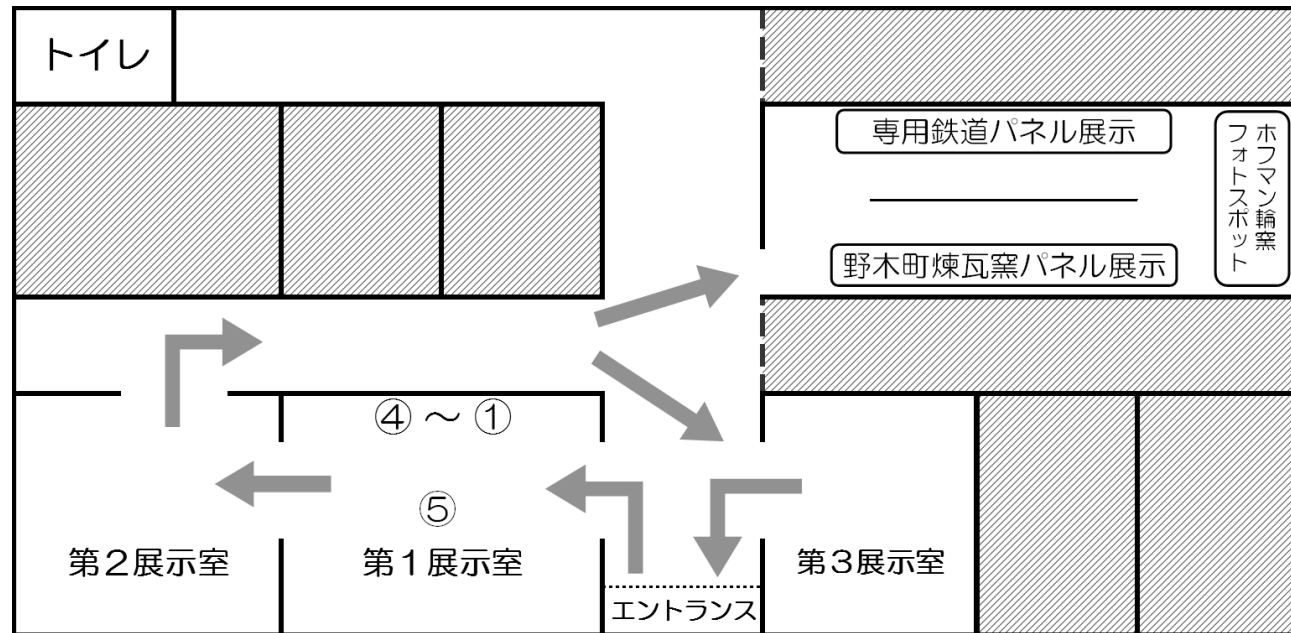 トイレ
専用鉄道パネル展示
ホフマン輪窯
フォトスポット
野木町煉瓦窯パネル展示
④～①
⑤
第2展示室
第1展示室
第3展示室
エントランス